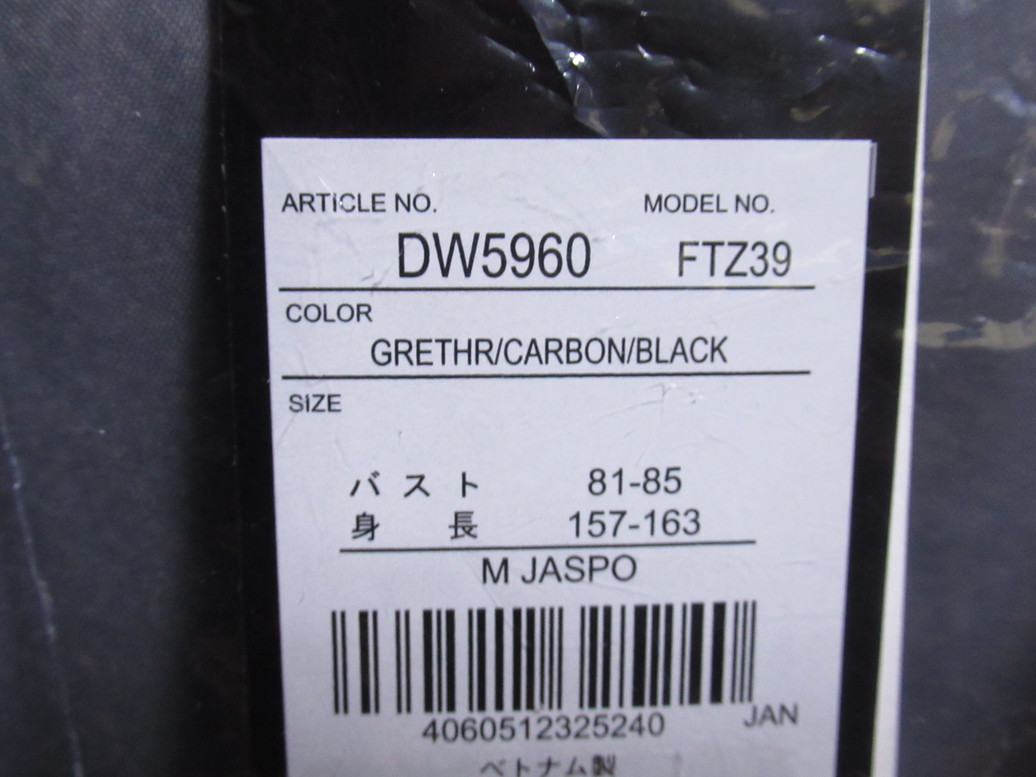 ARTICLE NO. MODEL NO.
DW5960 FTZ39
COLOR
GRETHR/CARBON/BLACK
SIZE
バスト 81-85
身長 157-163
M JASPO
4060512325240 JAN
ベトナム製